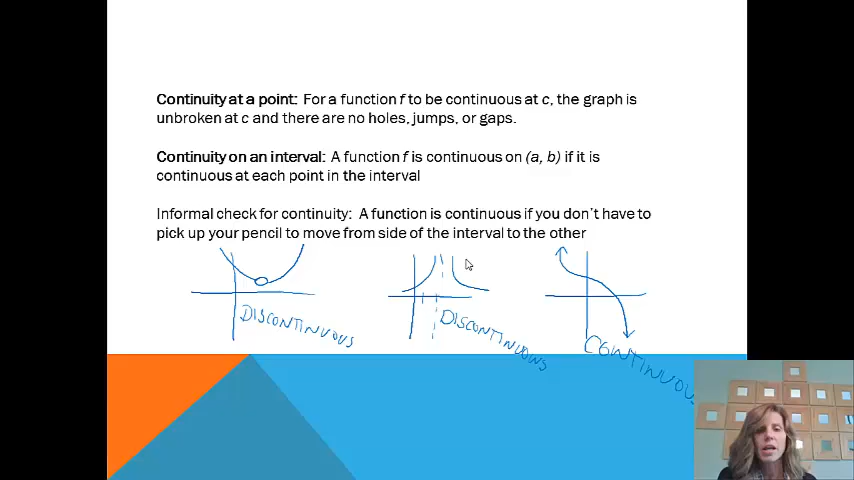 Continuity at a point: For a function f to be continuous at c, the graph is
unbroken at c and there are no holes, jumps, or gaps.
Continuity on an interval: A function f is continuous on (a, b) if it is
continuous at each point in the interval
Informal check for continuity: A function is continuous if you don't have to
pick up your pencil to move from side of the interval to the other
DISCONTINUOUS
DISCONTINUOUS
CONTINUOUS